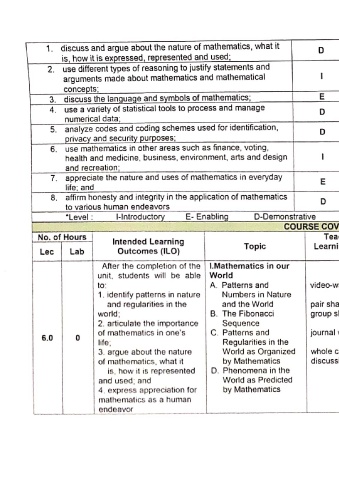 1. discuss and argue about the nature of mathematics, what it
is, how it is expressed, represented and used; D
2. use different types of reasoning to justify statements and
arguments made about mathematics and mathematical
concepts; I
3. discuss the language and symbols of mathematics; E
4. use a variety of statistical tools to process and manage
numerical data; D
5. analyze codes and coding schemes used for identification,
privacy and security purposes; D
6. use mathematics in other areas such as finance, voting,
health and medicine, business, environment, arts and design
and recreation; I
7. appreciate the nature and uses of mathematics in everyday
life; and E
8. affirm honesty and integrity in the application of mathematics
to various human endeavors D
*Level : I-Introductory E- Enabling D-Demonstrative
COURSE COV
No. of Hours
Lec Lab
Intended Learning
Outcomes (ILO)
Topic
Tea
Learni
6.0 0
After the completion of the
unit, students will be able
to:
1. identify patterns in nature
and regularities in the
world;
2. articulate the importance
of mathematics in one's
life;
3. argue about the nature
of mathematics, what it
is, how it is represented
and used; and
4. express appreciation for
mathematics as a human
endeavor
I.Mathematics in our
World
A. Patterns and
Numbers in Nature
and the World
B. The Fibonacci
Sequence
C. Patterns and
Regularities in the
World as Organized
by Mathematics
D. Phenomena in the
World as Predicted
by Mathematics
video-w
pair sha
group s
journal
whole c
discuss